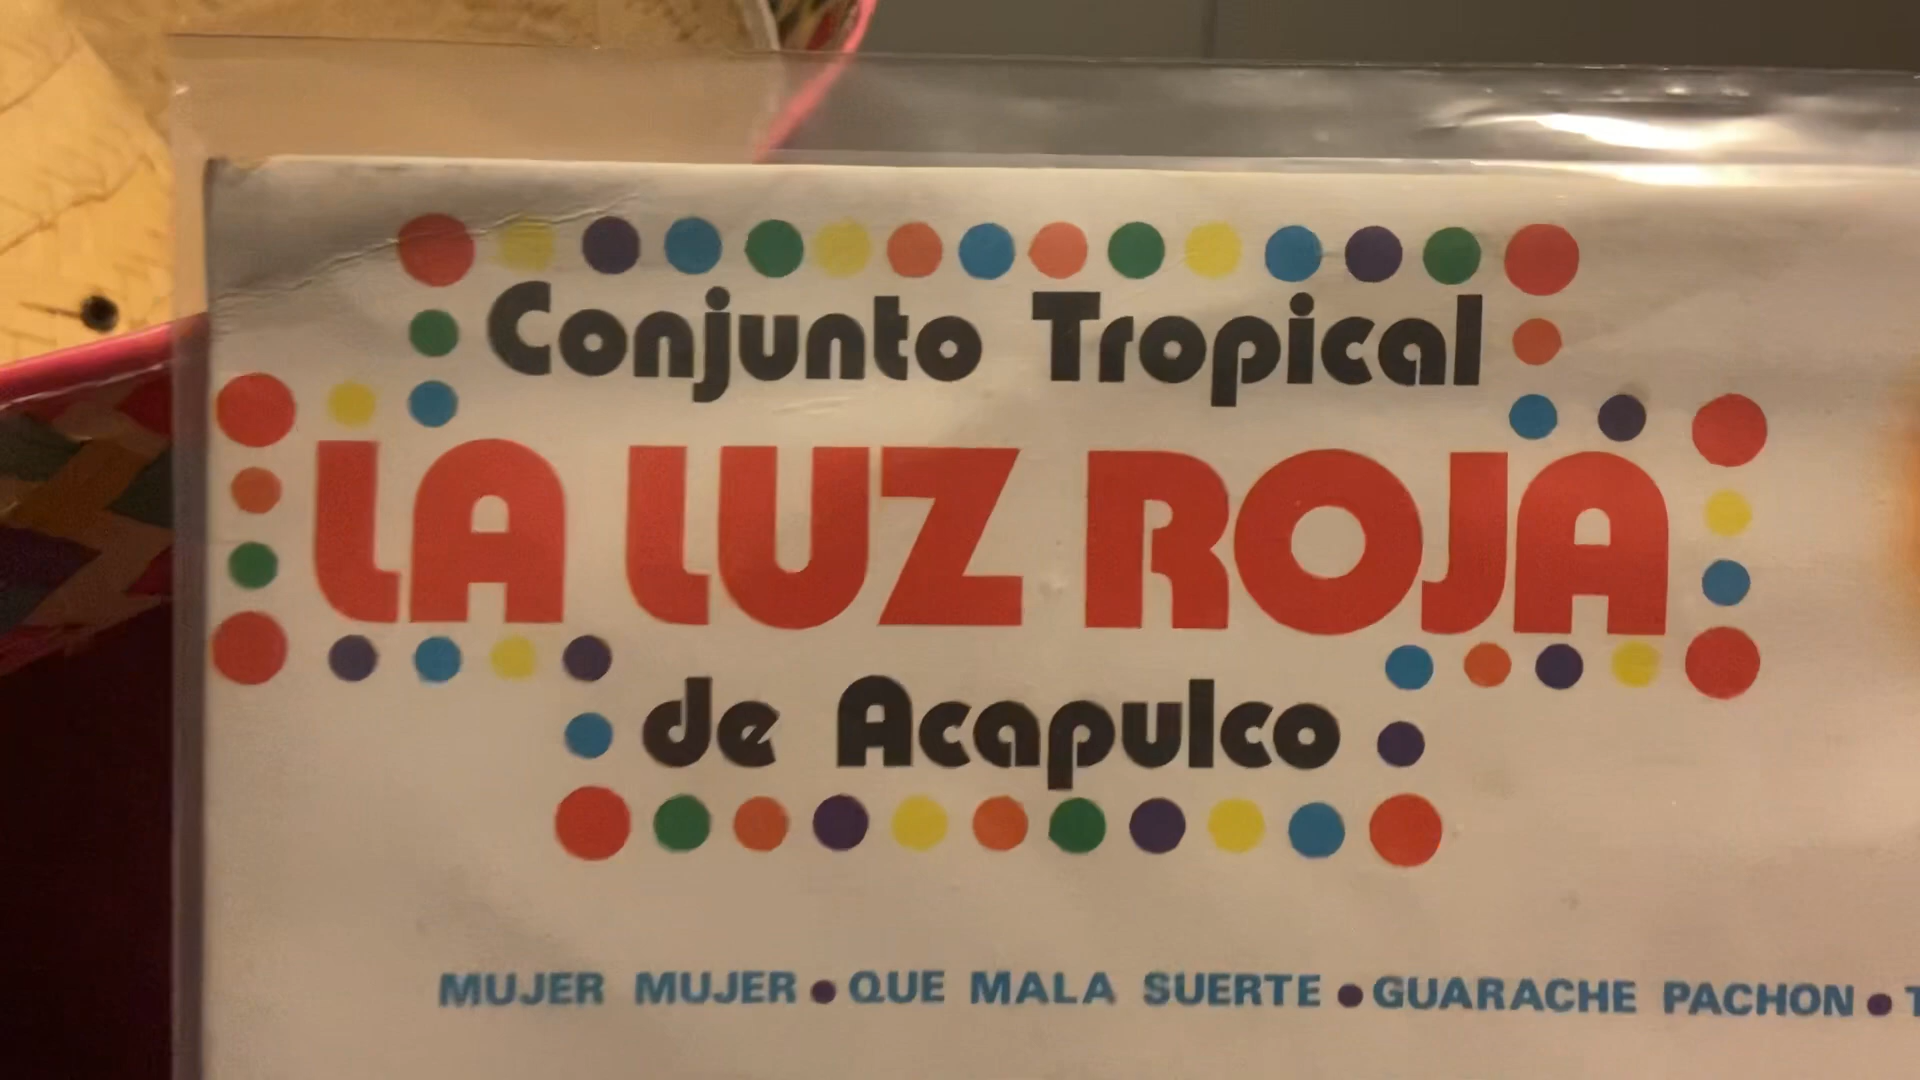 Conjunto Tropical
LA LUZ ROJA
de Acapulco
MUJER MUJER • QUE MALA SUERTE • GUARACHE PACHON •